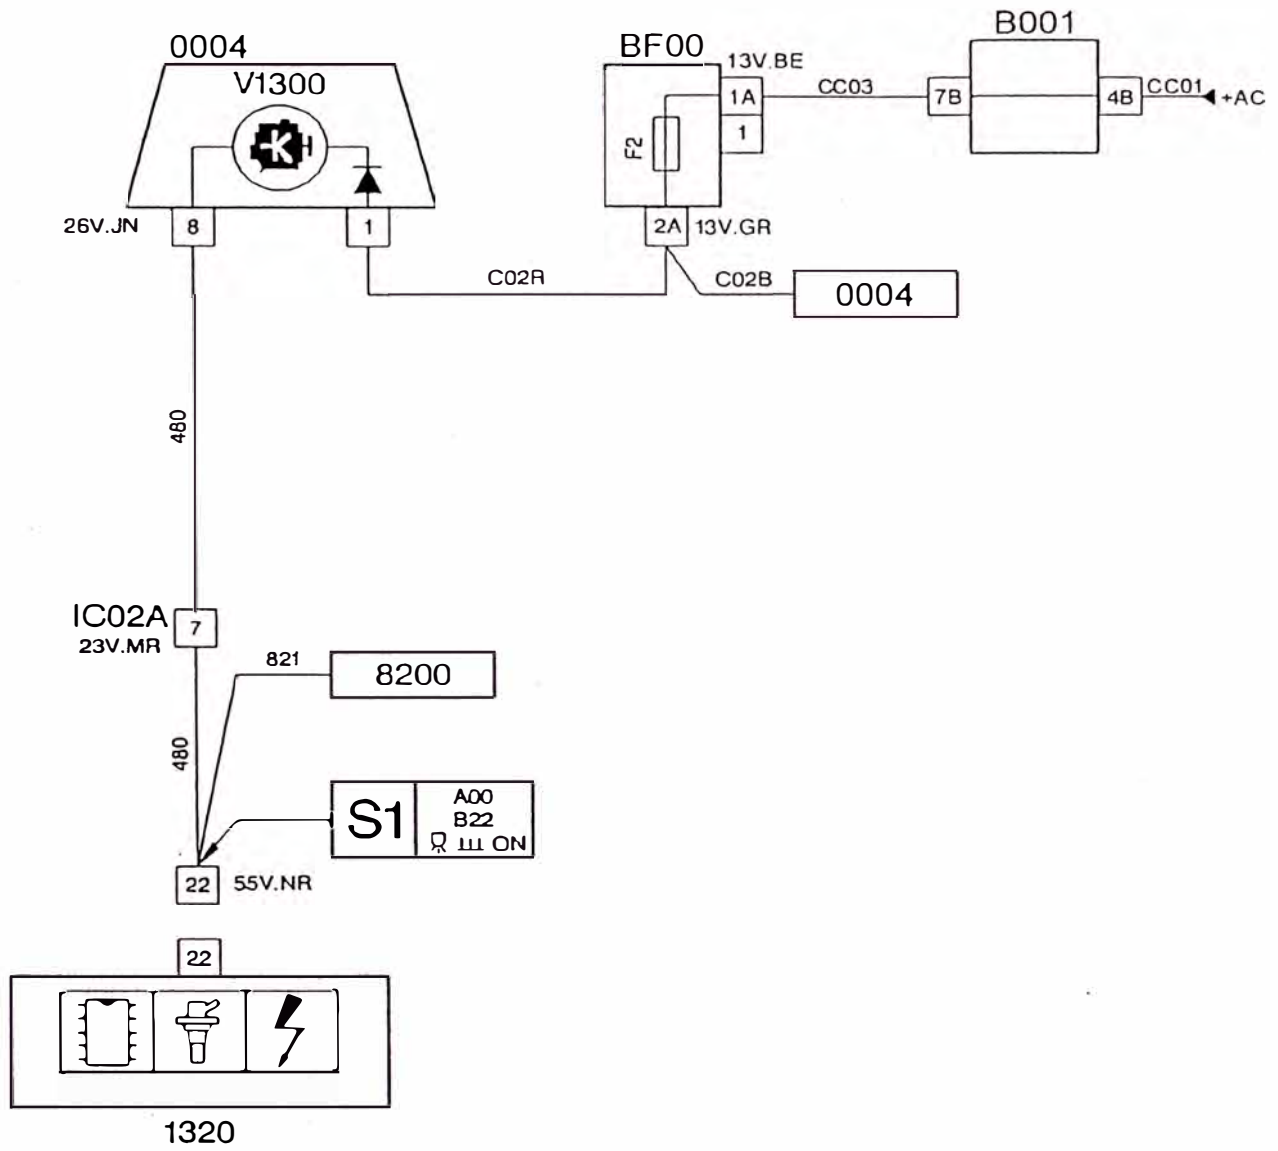 0004
V1300
K
26V.JN
8
1
BF00
13V.BE
F2
1A
1
2A
13V.GR
CC03
B001
7B
4B
CC01
+AC
C02R
C02B
0004
480
IC02A
7
23V.MR
821
8200
480
S1
A00
B22
ON
22
55V.NR
22
1320